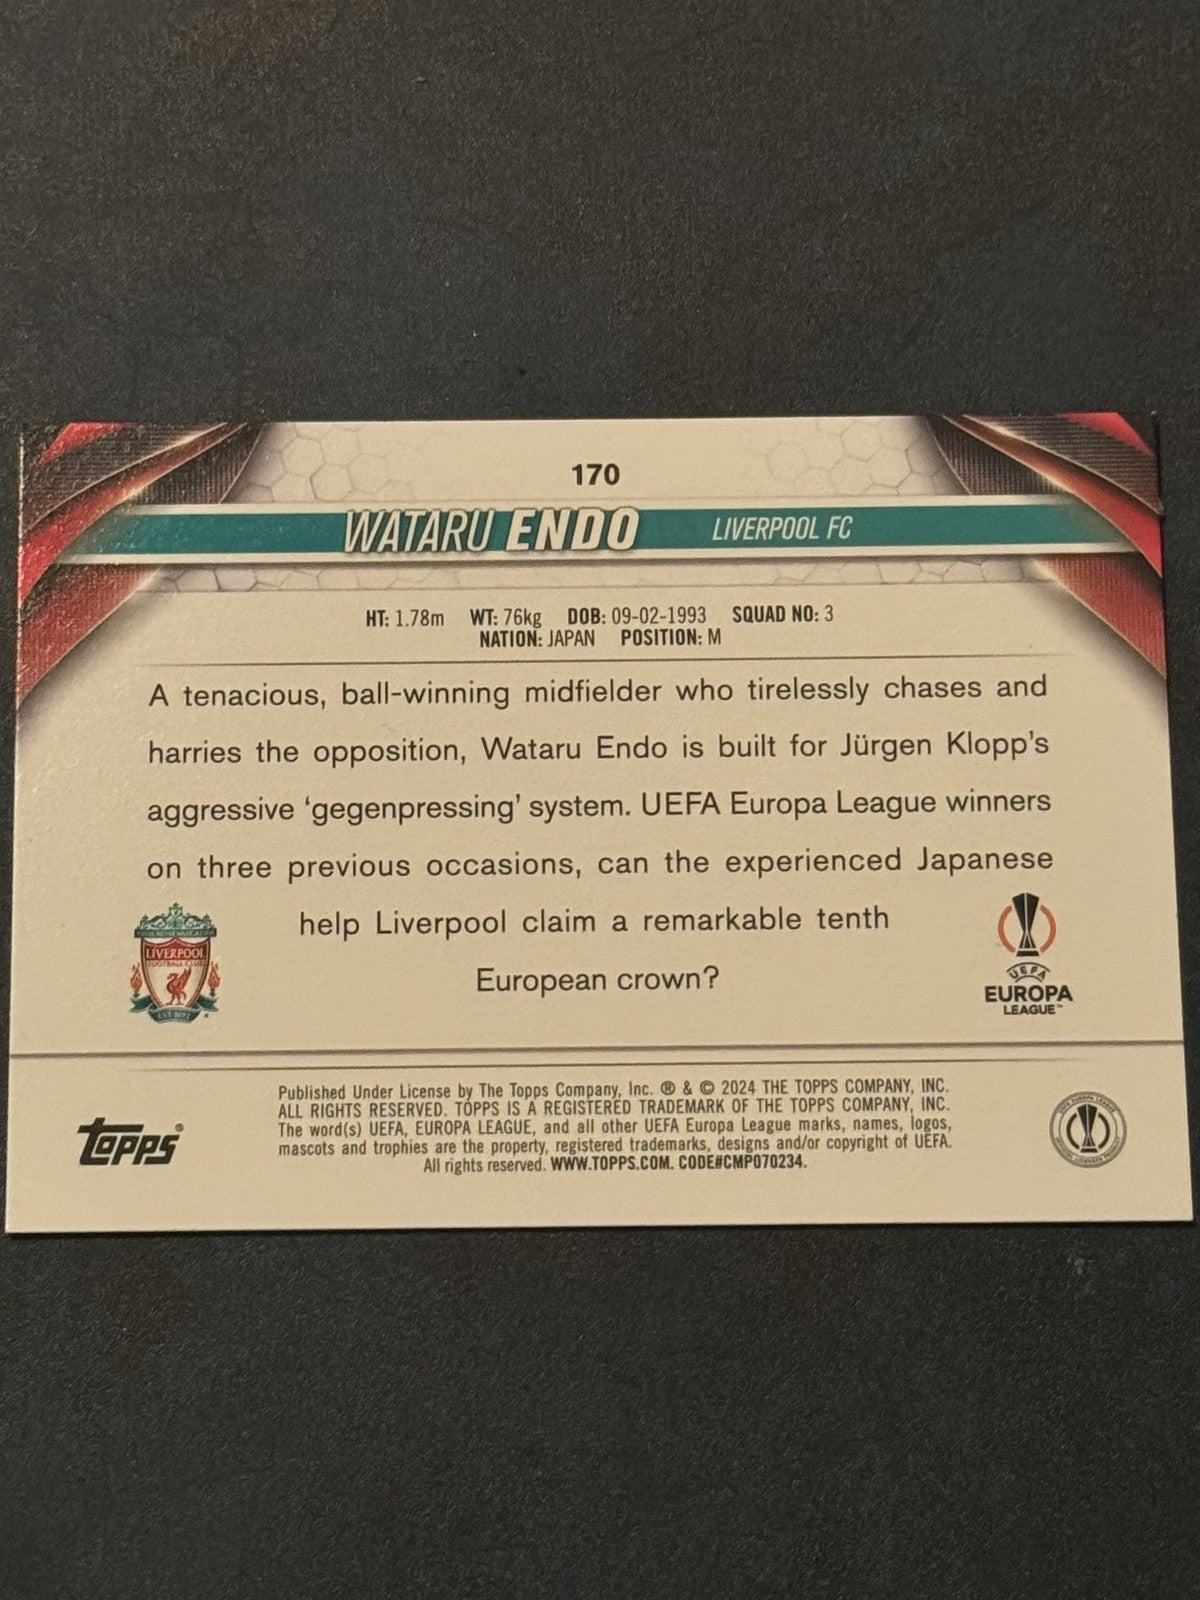 170
WATARU ENDO LIVERPOOL FC
HT: 1.78m WT: 76kg DOB: 09-02-1993 SQUAD NO: 3
NATION: JAPAN POSITION: M
A tenacious, ball-winning midfielder who tirelessly chases and
harries the opposition, Wataru Endo is built for Jürgen Klopp's
aggressive 'gegenpressing' system. UEFA Europa League winners
on three previous occasions, can the experienced Japanese
help Liverpool claim a remarkable tenth
European crown?
LIVERPOOL
FOOTBALL CLUB
EST 1892
UEFA
EUROPA
LEAGUE™
Topps®
Published Under License by The Topps Company, Inc. ® & © 2024 THE TOPPS COMPANY, INC.
ALL RIGHTS RESERVED. TOPPS IS A REGISTERED TRADEMARK OF THE TOPPS COMPANY, INC.
The word(s) UEFA, EUROPA LEAGUE, and all other UEFA Europa League marks, names, logos,
mascots and trophies are the property, registered trademarks, designs and/or copyright of UEFA.
All rights reserved. WWW.TOPPS.COM. CODE#CMP070234.